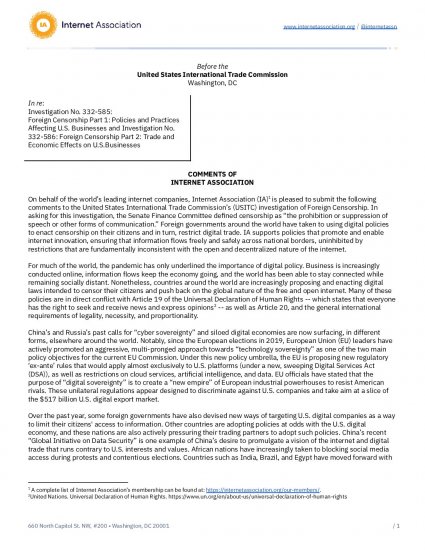 IA Internet Association
www.internetassociation.org / @internetassn
Before the
United States International Trade Commission
Washington, DC
In re:
Investigation No. 332-585:
Foreign Censorship Part 1: Policies and Practices
Affecting U.S. Businesses and Investigation No.
332-586: Foreign Censorship Part 2: Trade and
Economic Effects on U.S.Businesses
COMMENTS OF
INTERNET ASSOCIATION
On behalf of the world's leading internet companies, Internet Association (IA)¹ is pleased to submit the following
comments to the United States International Trade Commission's (USITC) investigation of Foreign Censorship. In
asking for this investigation, the Senate Finance Committee defined censorship as "the prohibition or suppression of
speech or other forms of communication." Foreign governments around the world have taken to using digital policies
to enact censorship on their citizens and in turn, restrict digital trade. IA supports policies that promote and enable
internet innovation, ensuring that information flows freely and safely across national borders, uninhibited by
restrictions that are fundamentally inconsistent with the open and decentralized nature of the internet.
For much of the world, the pandemic has only underlined the importance of digital policy. Business is increasingly
conducted online, information flows keep the economy going, and the world has been able to stay connected while
remaining socially distant. Nonetheless, countries around the world are increasingly proposing and enacting digital
laws intended to censor their citizens and push back on the global nature of the free and open internet. Many of these
policies are in direct conflict with Article 19 of the Universal Declaration of Human Rights -- which states that everyone
has the right to seek and receive news and express opinions² -- as well as Article 20, and the general international
requirements of legality, necessity, and proportionality.
China's and Russia's past calls for "cyber sovereignty" and siloed digital economies are now surfacing, in different
forms, elsewhere around the world. Notably, since the European elections in 2019, European Union (EU) leaders have
actively promoted an aggressive, multi-pronged approach towards "technology sovereignty" as one of the two main
policy objectives for the current EU Commission. Under this new policy umbrella, the EU is proposing new regulatory
'ex-ante' rules that would apply almost exclusively to U.S. platforms (under a new, sweeping Digital Services Act
(DSA)), as well as restrictions on cloud services, artificial intelligence, and data. EU officials have stated that the
purpose of "digital sovereignty" is to create a "new empire" of European industrial powerhouses to resist American
rivals. These unilateral regulations appear designed to discriminate against U.S. companies and take aim at a slice of
the $517 billion U.S. digital export market.
Over the past year, some foreign governments have also devised new ways of targeting U.S. digital companies as a way
to limit their citizens' access to information. Other countries are adopting policies at odds with the U.S. digital
economy, and these nations are also actively pressuring their trading partners to adopt such policies. China's recent
"Global Initiative on Data Security" is one example of China's desire to promulgate a vision of the internet and digital
trade that runs contrary to U.S. interests and values. African nations have increasingly taken to blocking social media
access during protests and contentious elections. Countries such as India, Brazil, and Egypt have moved forward with
¹ A complete list of Internet Association's membership can be found at: https://internetassociation.org/our-members/.
²United Nations. Universal Declaration of Human Rights. https://www.un.org/en/about-us/universal-declaration-of-human-rights
660 North Capitol St. NW, #200 • Washington, DC 20001
/ 1